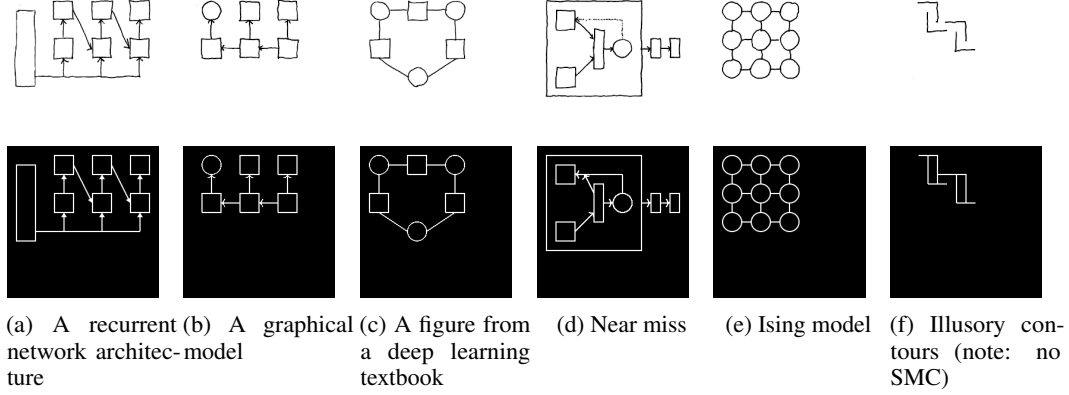 (a) A recurrent
network architec-
ture
(b) A graphical
model
(c) A figure from
a deep learning
textbook
(d) Near miss
(e) Ising model
(f) Illusory con-
tours (note: no
SMC)